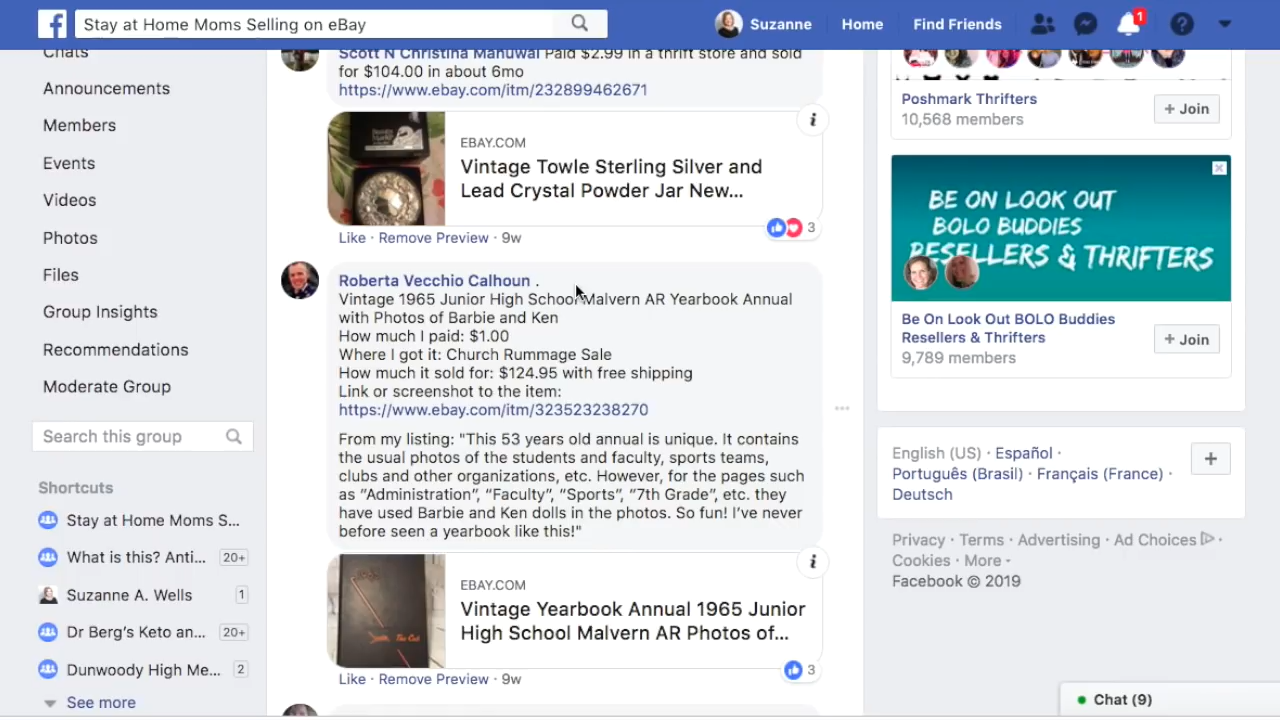 Stay at Home Moms Selling on eBay
Suzanne
Home
Find Friends
1
Chats
Announcements
Members
Events
Videos
Photos
Files
Group Insights
Recommendations
Moderate Group
Search this group
Shortcuts
Stay at Home Moms S...
What is this? Anti... 20+
Suzanne A. Wells 1
Dr Berg's Keto an... 20+
Dunwoody High Me... 2
See more
Scott N Christina Manuwal Paid $2.99 in a thrift store and sold
for $104.00 in about 6mo
https://www.ebay.com/itm/232899462671
EBAY.COM
Vintage Towle Sterling Silver and
Lead Crystal Powder Jar New...
3
Like · Remove Preview · 9w
Roberta Vecchio Calhoun .
Vintage 1965 Junior High School Malvern AR Yearbook Annual
with Photos of Barbie and Ken
How much I paid: $1.00
Where I got it: Church Rummage Sale
How much it sold for: $124.95 with free shipping
Link or screenshot to the item:
https://www.ebay.com/itm/323523238270
From my listing: "This 53 years old annual is unique. It contains
the usual photos of the students and faculty, sports teams,
clubs and other organizations, etc. However, for the pages such
as “Administration”, “Faculty”, “Sports”, “7th Grade”, etc. they
have used Barbie and Ken dolls in the photos. So fun! I’ve never
before seen a yearbook like this!"
EBAY.COM
Vintage Yearbook Annual 1965 Junior
High School Malvern AR Photos of...
3
Like · Remove Preview · 9w
Poshmark Thrifters
10,568 members
+ Join
BE ON LOOK OUT
BOLO BUDDIES
RESELLERS & THRIFTERS
Be On Look Out BOLO Buddies
Resellers & Thrifters
9,789 members
+ Join
English (US) · Español ·
Português (Brasil) · Français (France) ·
Deutsch
Privacy · Terms · Advertising · Ad Choices
Cookies · More
Facebook © 2019
Chat (9)